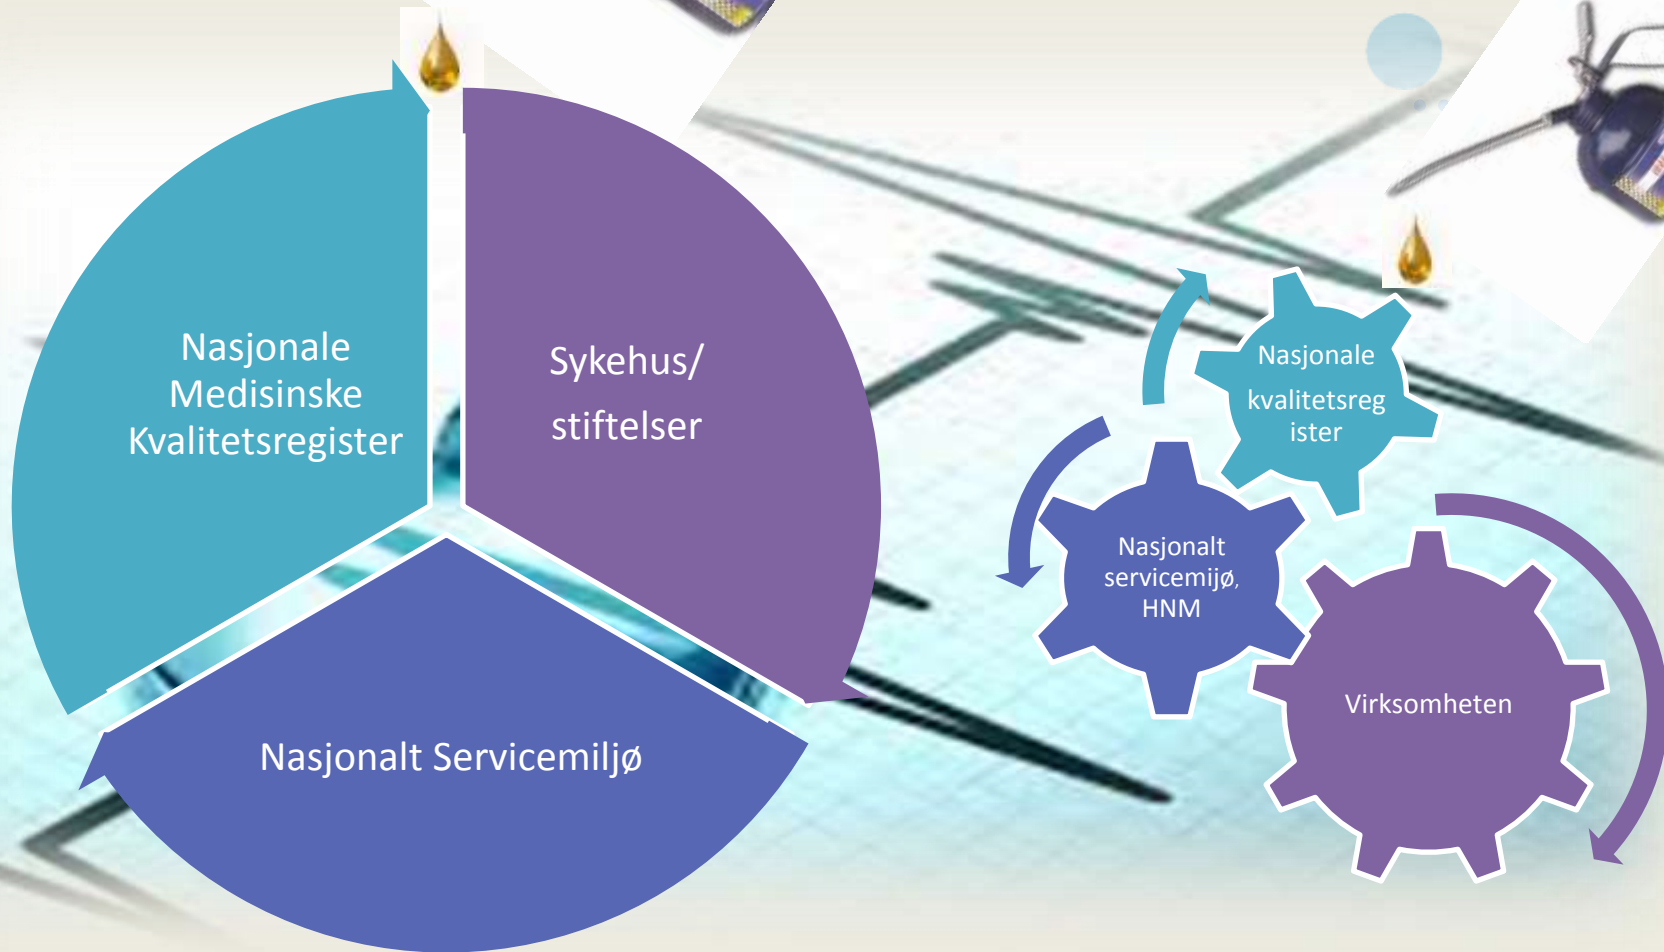 Nasjonale
Medisinske
Kvalitetsregister
Sykehus/
stiftelser
Nasjonalt Servicemiljø
Nasjonale
kvalitetsreg
ister
Nasjonalt
servicemijø,
HNM
Virksomheten